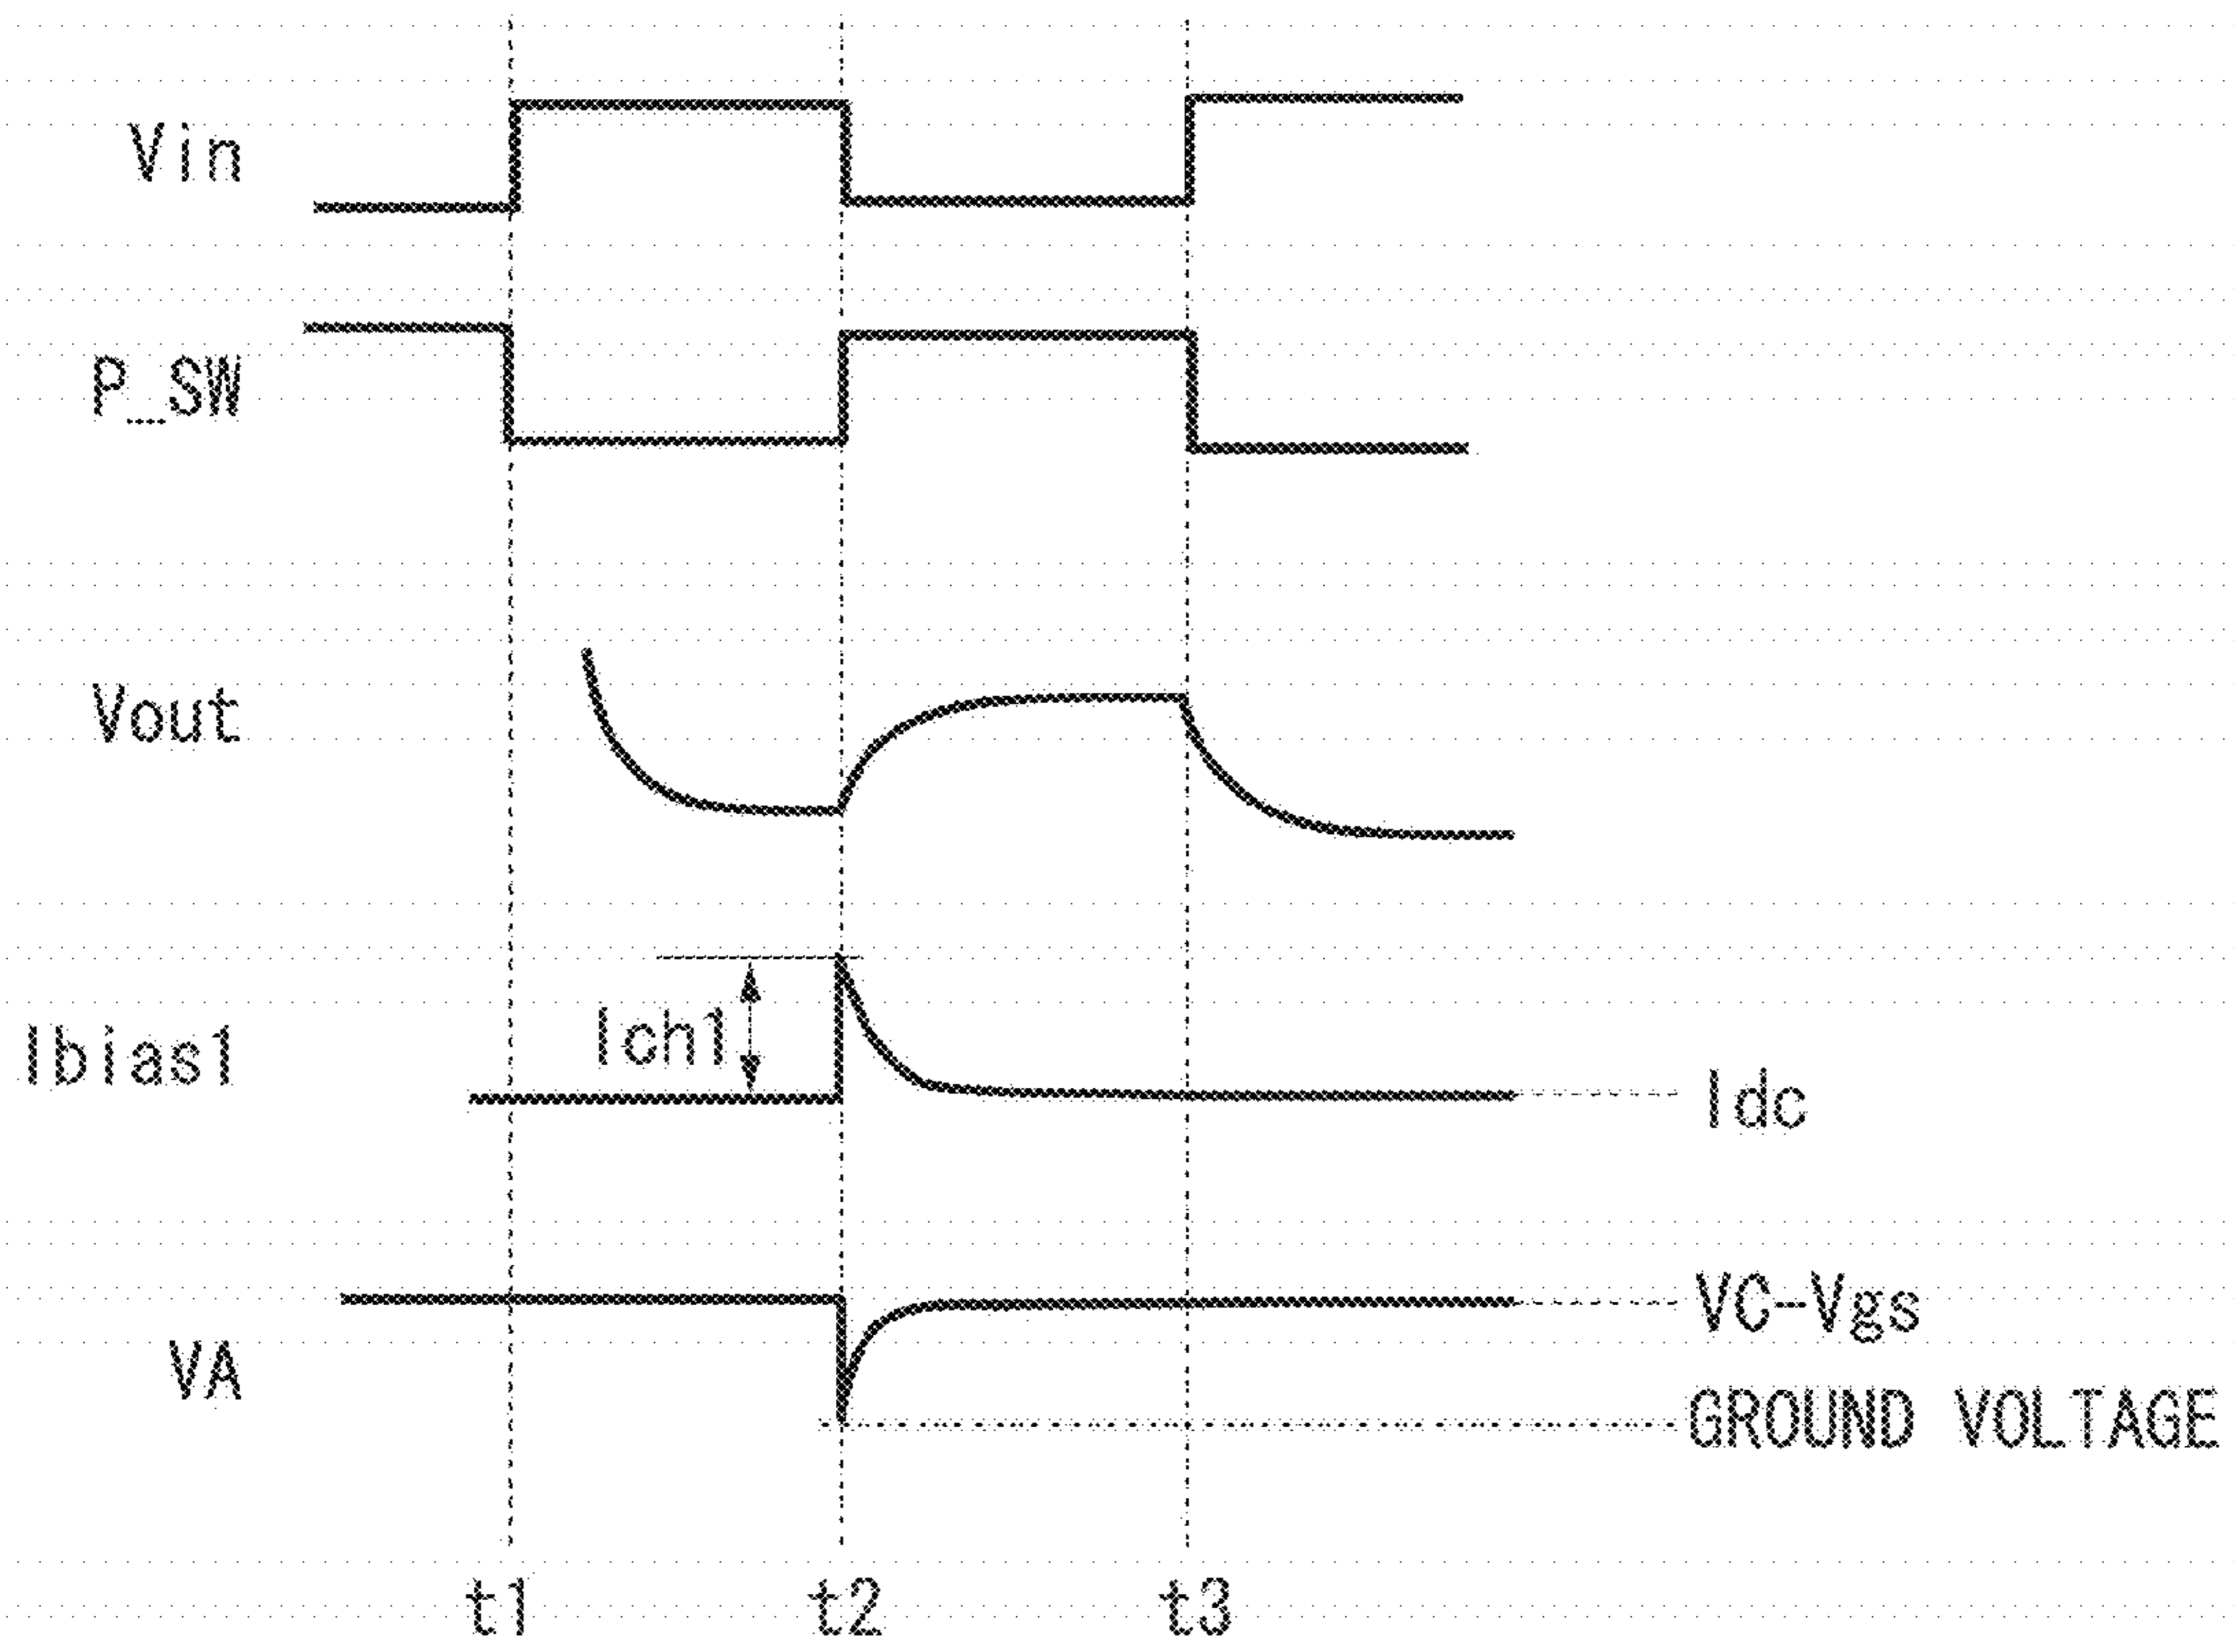 Vin
P_SW
Vout
Ich1
Ibias1
Idc
VC-Vgs
VA
GROUND VOLTAGE
t1 t2 t3